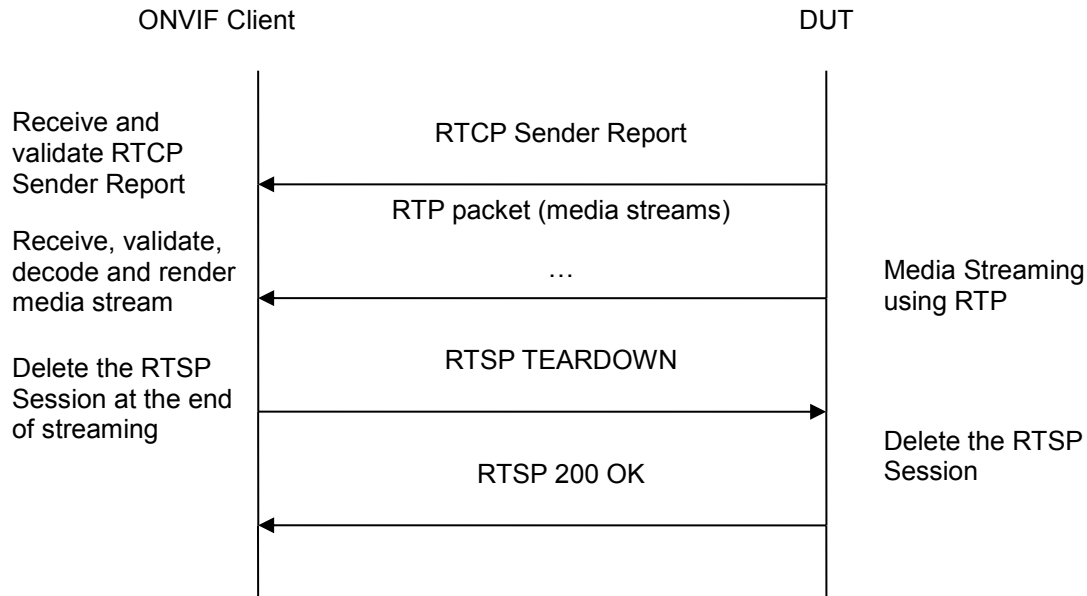 ONVIF Client
DUT
Receive and
validate RTCP
Sender Report
RTCP Sender Report
RTP packet (media streams)
Receive, validate,
decode and render
media stream
…
Media Streaming
using RTP
RTSP TEARDOWN
Delete the RTSP
Session at the end
of streaming
Delete the RTSP
Session
RTSP 200 OK